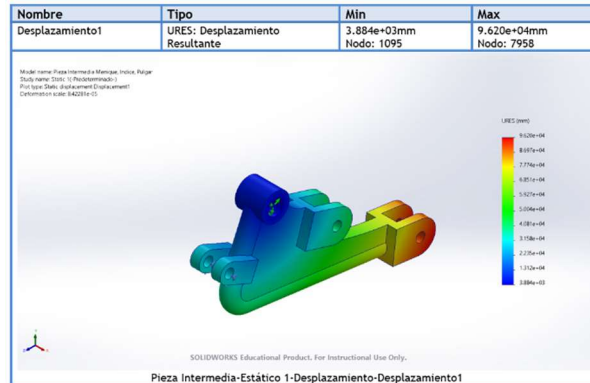 Nombre Tipo Min Max
Desplazamiento1 URES: Desplazamiento Resultante 3.884e+03mm Nodo: 1095 9.620e+04mm Nodo: 7958
Model name: Pieza Intermedia Menique, Indice, Pulgar
Study name: Static 1(-Predeterminado-)
Plot type: Static displacement Displacement1
Deformation scale: 8.42281e-05
URES (mm)
9.620e+04
8.697e+04
7.774e+04
6.851e+04
5.927e+04
5.004e+04
4.081e+04
3.158e+04
2.235e+04
1.312e+04
3.884e+03
SOLIDWORKS Educational Product. For Instructional Use Only.
Pieza Intermedia-Estático 1-Desplazamiento-Desplazamiento1